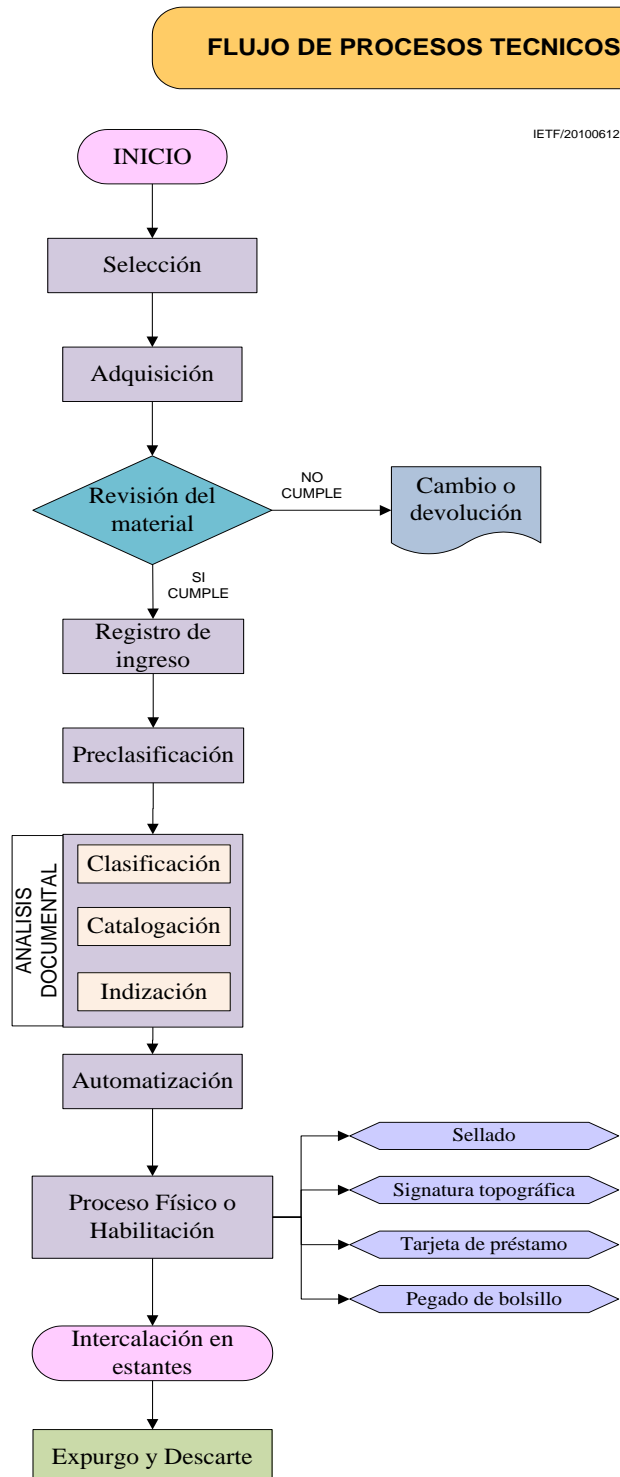 FLUJO DE PROCESOS TECNICOS
IETF/20100612
INICIO
Selección
Adquisición
Revisión del
material
NO
CUMPLE
Cambio o
devolución
SI
CUMPLE
Registro de
ingreso
Preclasificación
ANALISIS
DOCUMENTAL
Clasificación
Catalogación
Indización
Automatización
Proceso Físico o
Habilitación
Sellado
Signatura topográfica
Tarjeta de préstamo
Pegado de bolsillo
Intercalación en
estantes
Expurgo y Descarte